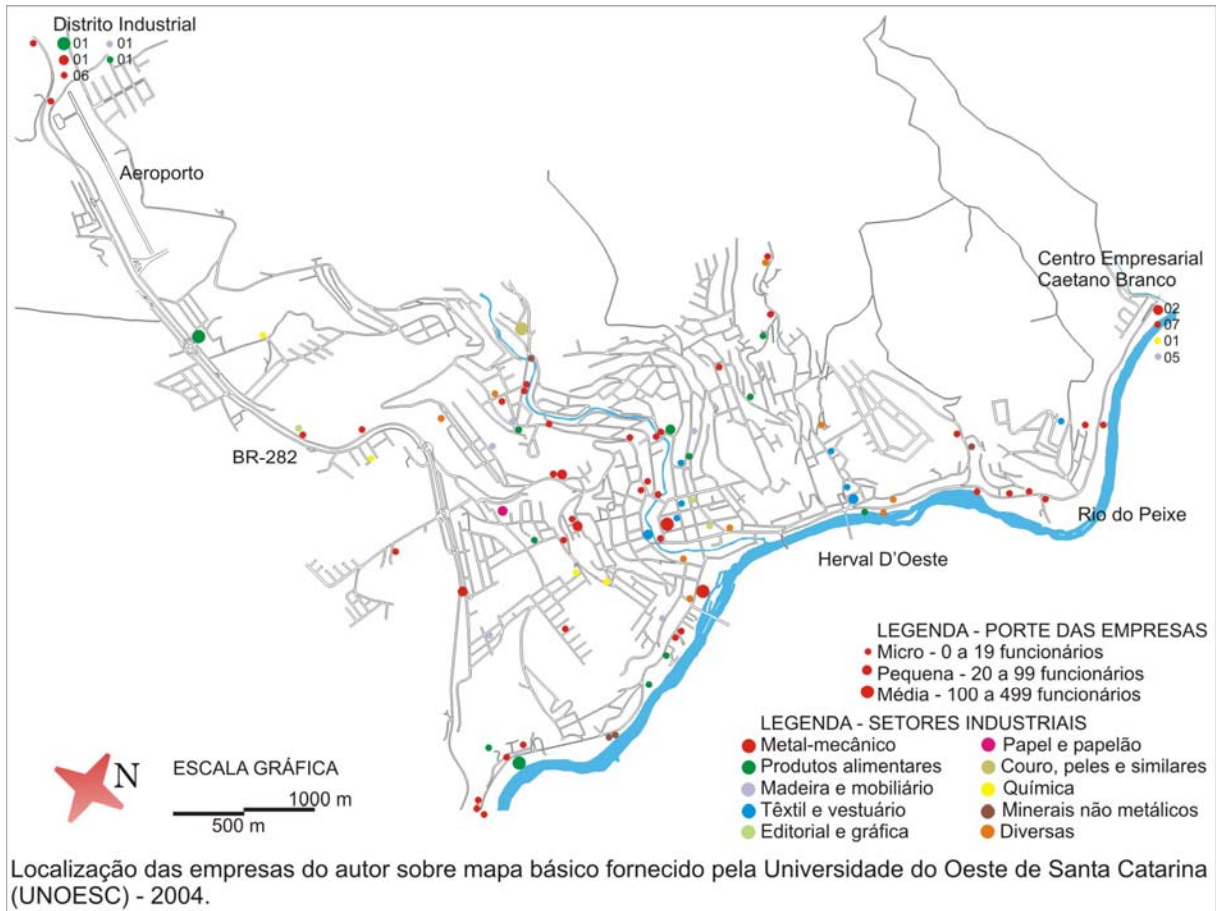 Distrito Industrial
01 01
01 01
06
Aeroporto
Centro Empresarial
Caetano Branco
02
07
01
05
BR-282
Rio do Peixe
Herval D'Oeste
LEGENDA - PORTE DAS EMPRESAS
Micro - 0 a 19 funcionários
Pequena - 20 a 99 funcionários
Média - 100 a 499 funcionários
LEGENDA - SETORES INDUSTRIAIS
Metal-mecânico Papel e papelão
Produtos alimentares Couro, peles e similares
Madeira e mobiliário Química
Têxtil e vestuário Minerais não metálicos
Editorial e gráfica Diversas
N
ESCALA GRÁFICA
1000 m
500 m
Localização das empresas do autor sobre mapa básico fornecido pela Universidade do Oeste de Santa Catarina
(UNOESC) - 2004.